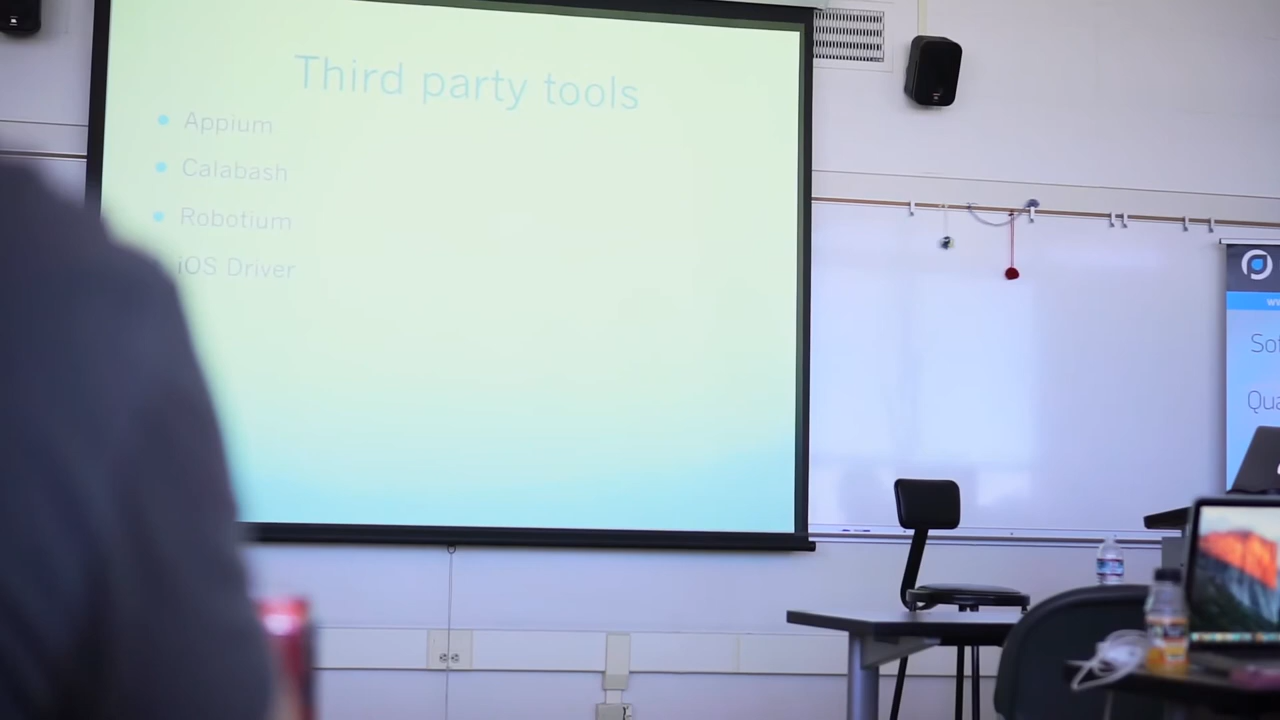 Third party tools
Appium
Calabash
Robotium
iOS Driver